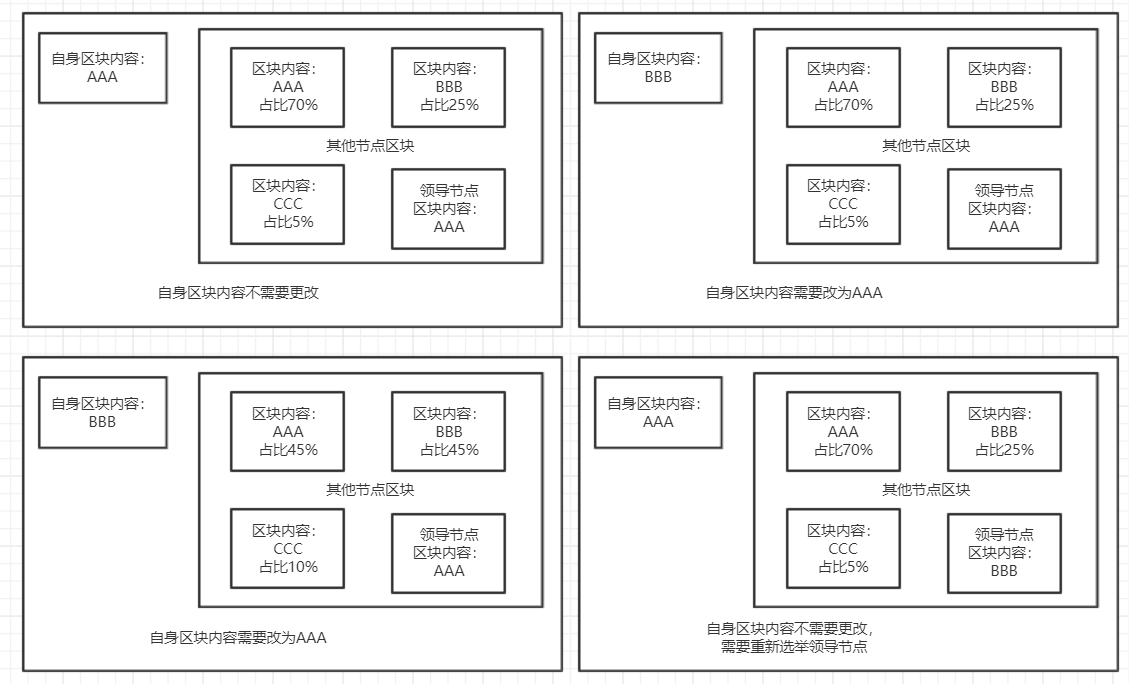 自身区块内容：
AAA
区块内容：
AAA
占比70%
区块内容：
BBB
占比25%
其他节点区块
区块内容：
CCC
占比5%
领导节点
区块内容：
AAA
自身区块内容不需要更改
自身区块内容：
BBB
区块内容：
AAA
占比70%
区块内容：
BBB
占比25%
其他节点区块
区块内容：
CCC
占比5%
领导节点
区块内容：
AAA
自身区块内容需要改为AAA
自身区块内容：
BBB
区块内容：
AAA
占比45%
区块内容：
BBB
占比45%
其他节点区块
区块内容：
CCC
占比10%
领导节点
区块内容：
AAA
自身区块内容需要改为AAA
自身区块内容：
AAA
区块内容：
AAA
占比70%
区块内容：
BBB
占比25%
其他节点区块
区块内容：
CCC
占比5%
领导节点
区块内容：
BBB
自身区块内容不需要更改，
需要重新选举领导节点